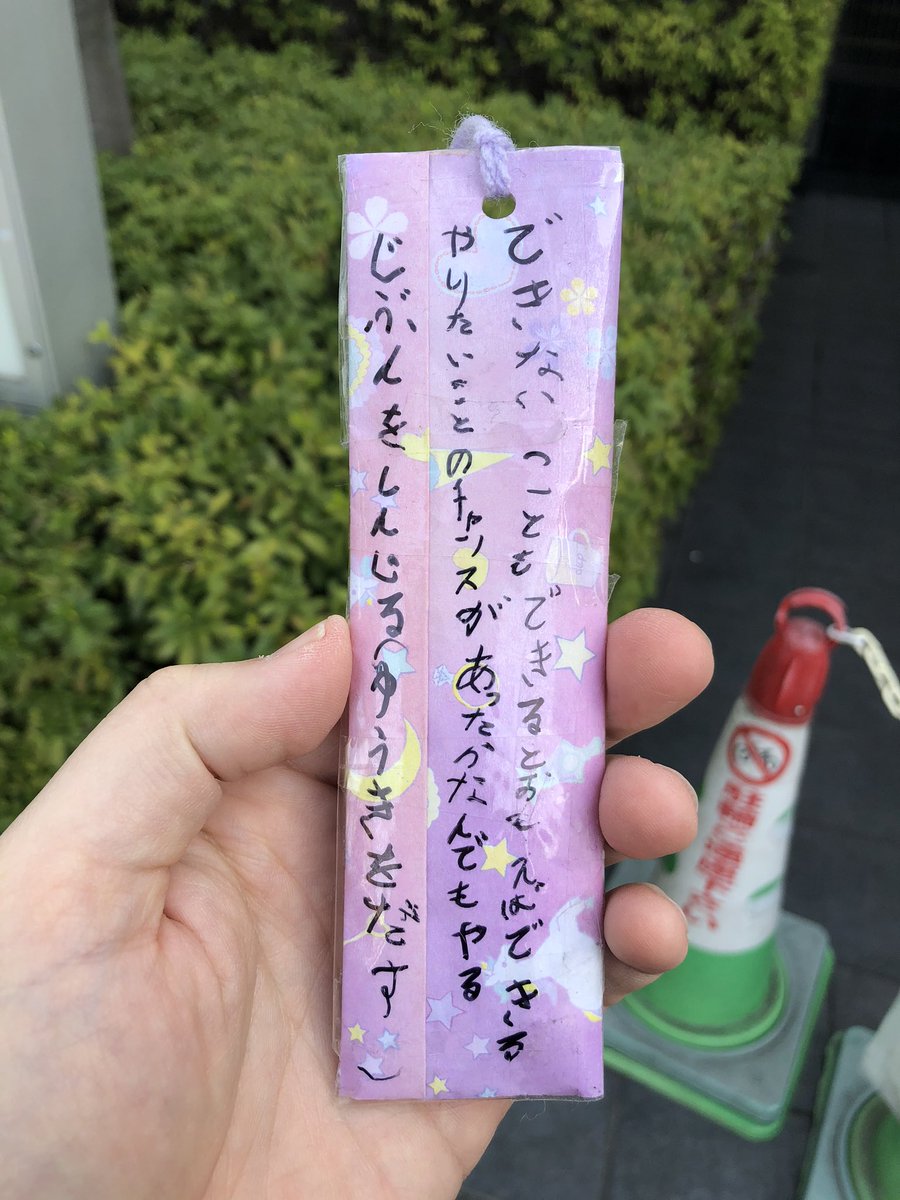 できないこともできるとおもえばできる
やりたいことのチャンスがあったらなんでもやる
じぶんをしんじるゆうきをだす